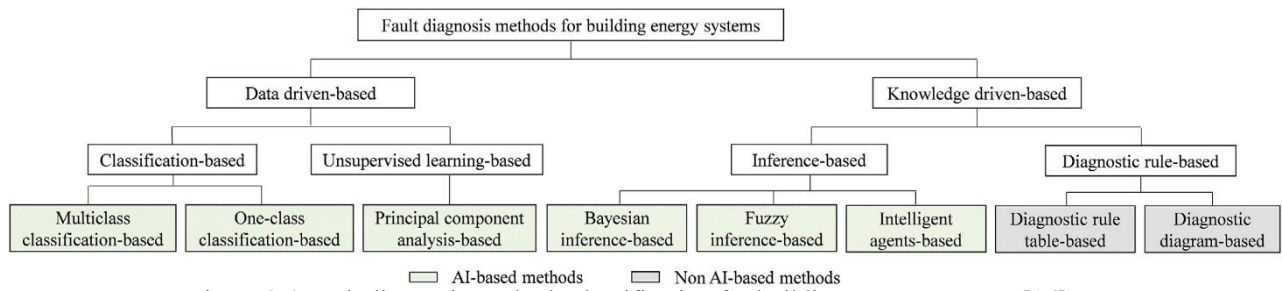 Fault diagnosis methods for building energy systems
Data driven-based
Knowledge driven-based
Classification-based
Unsupervised learning-based
Inference-based
Diagnostic rule-based
Multiclass
classification-based
One-class
classification-based
Principal component
analysis-based
Bayesian
inference-based
Fuzzy
inference-based
Intelligent
agents-based
Diagnostic rule
table-based
Diagnostic
diagram-based
AI-based methods
Non AI-based methods